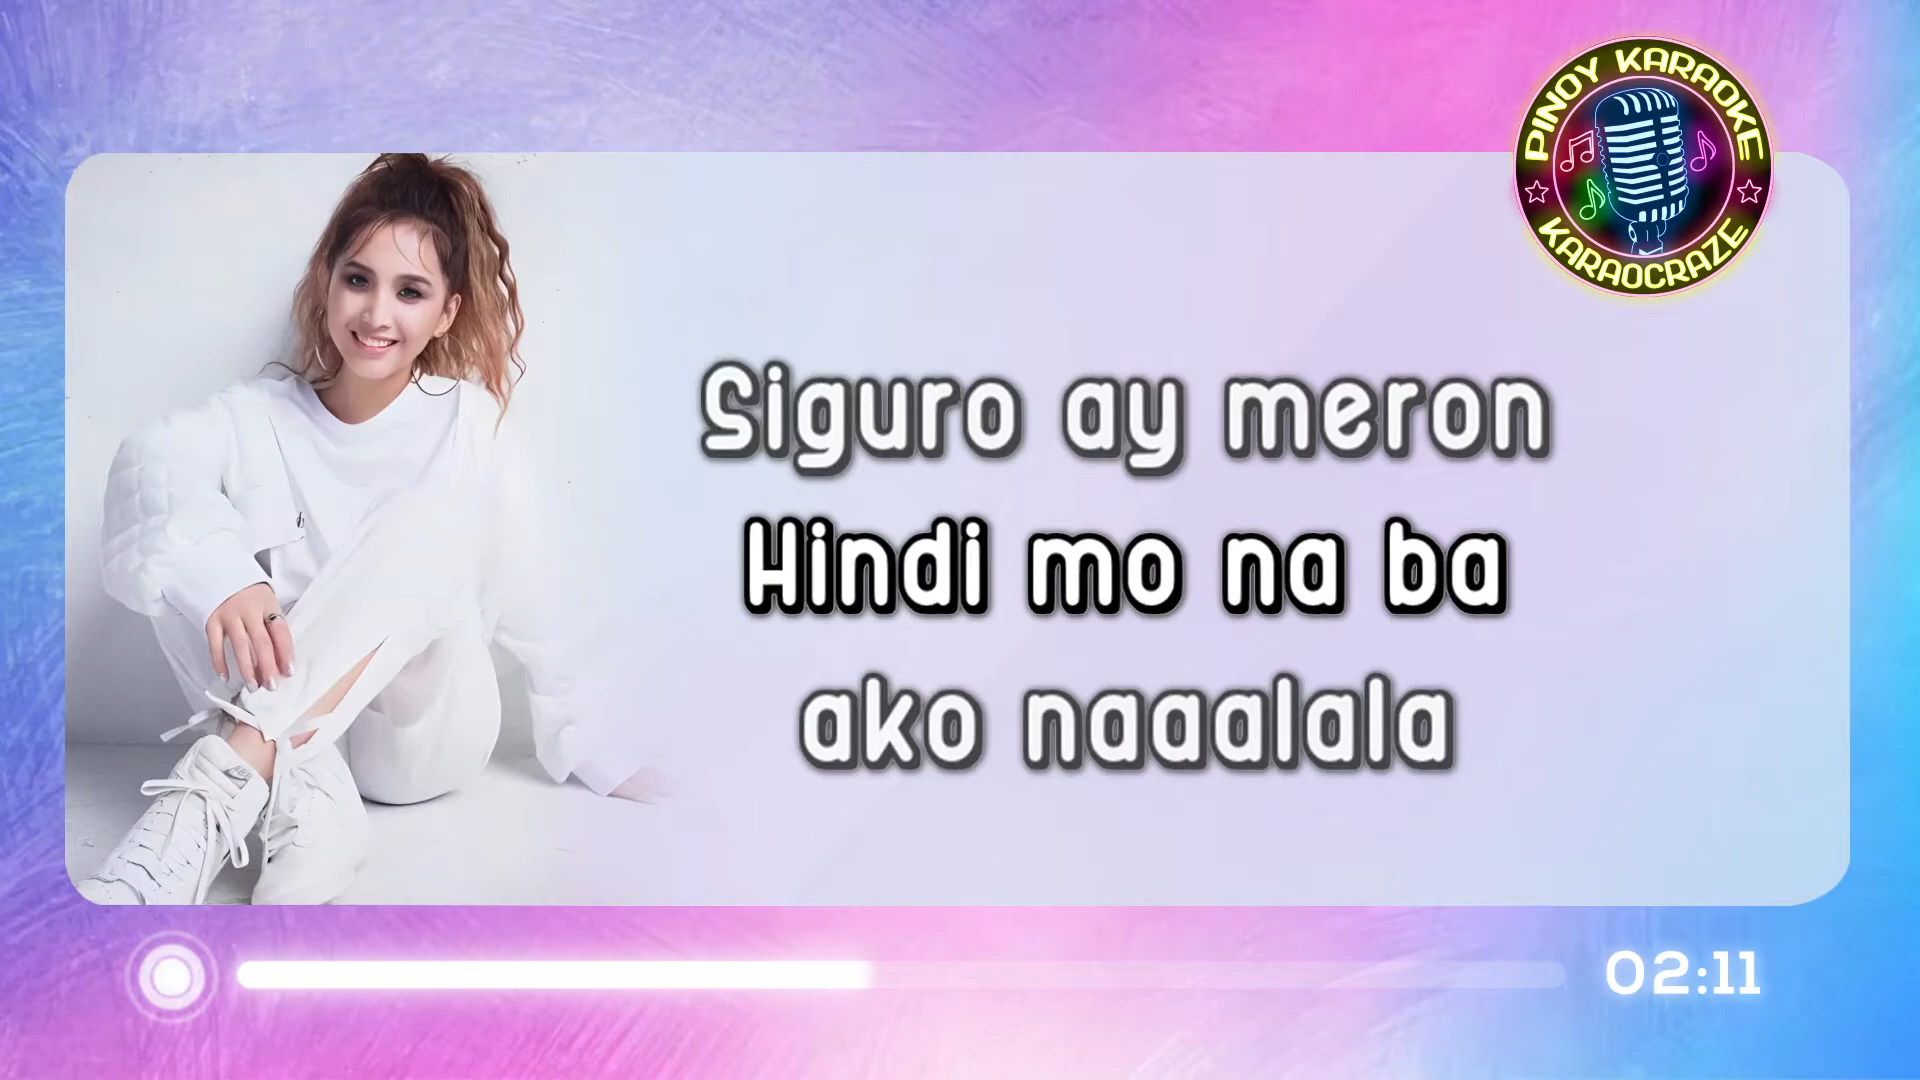 PINOY KARAOKE
KARAOCRAZE
Siguro ay meron
Hindi mo na ba
ako naaalala
02:11